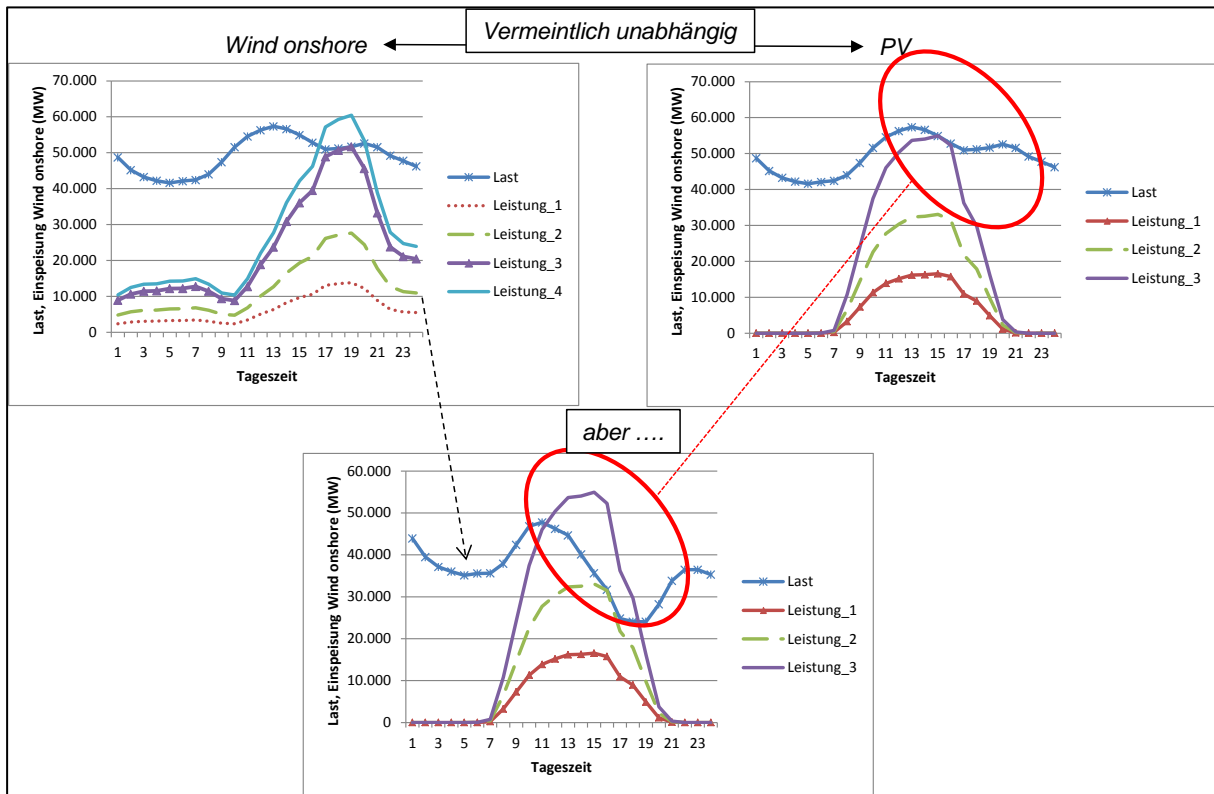 Vermeintlich unabhängig
Wind onshore
PV
Last, Einspeisung Wind onshore (MW)
70.000
60.000
50.000
40.000
30.000
20.000
10.000
0
1 3 5 7 9 11 13 15 17 19 21 23
Tageszeit
Last
Leistung_1
Leistung_2
Leistung_3
Leistung_4
Last, Einspeisung Wind onshore (MW)
70.000
60.000
50.000
40.000
30.000
20.000
10.000
0
1 3 5 7 9 11 13 15 17 19 21 23
Tageszeit
Last
Leistung_1
Leistung_2
Leistung_3
aber ....
Last, Einspeisung Wind onshore (MW)
60.000
50.000
40.000
30.000
20.000
10.000
0
1 3 5 7 9 11 13 15 17 19 21 23
Tageszeit
Last
Leistung_1
Leistung_2
Leistung_3